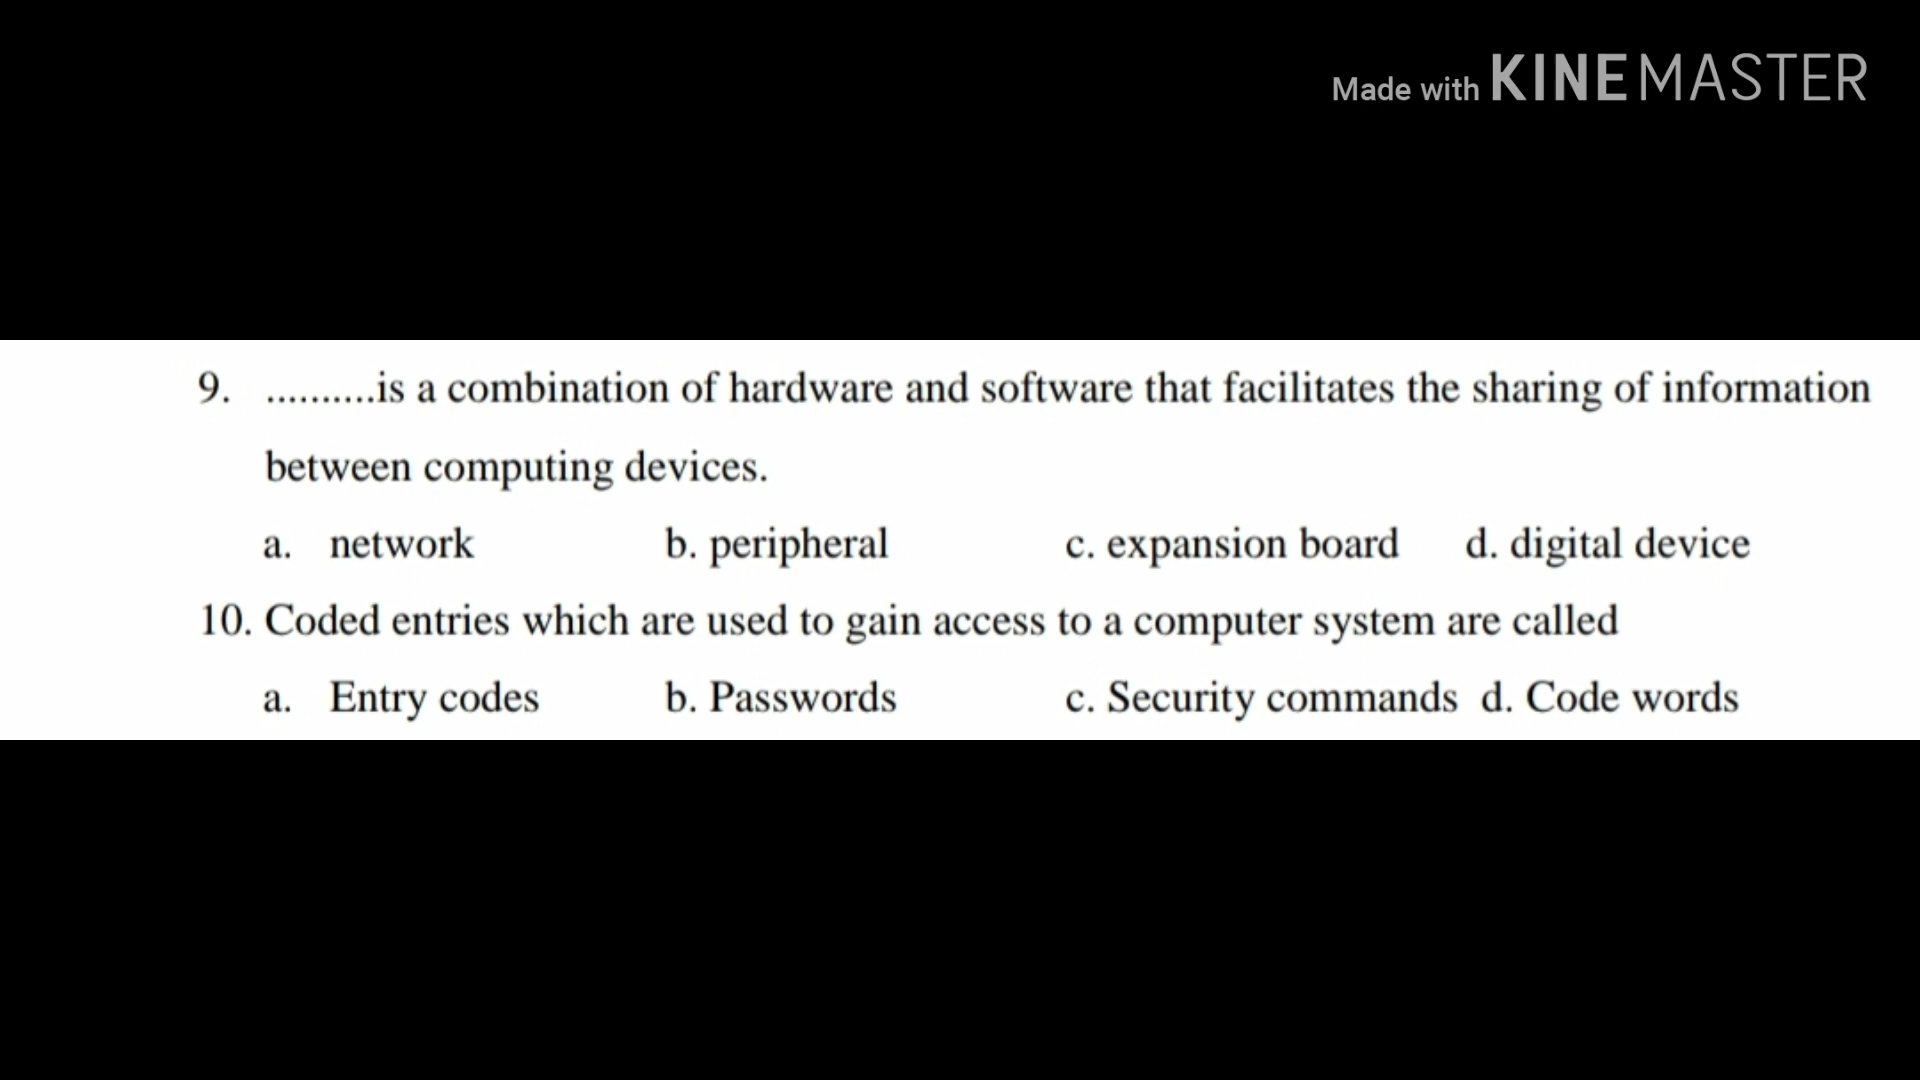 Made with KINEMASTER
9. ..........is a combination of hardware and software that facilitates the sharing of information
between computing devices.
a. network b. peripheral c. expansion board d. digital device
10. Coded entries which are used to gain access to a computer system are called
a. Entry codes b. Passwords c. Security commands d. Code words